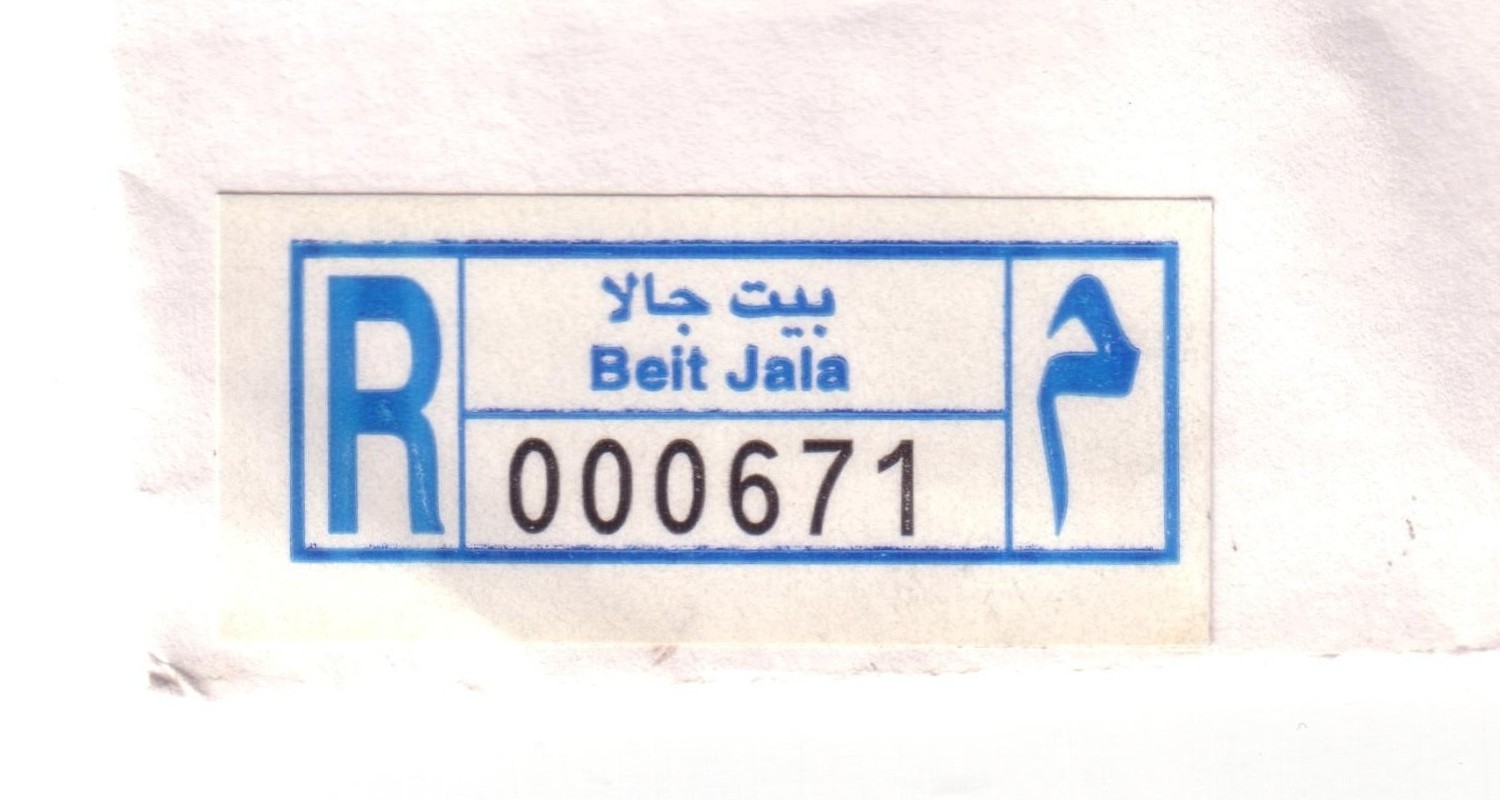 R
بيت جالا
Beit Jala
000671
م